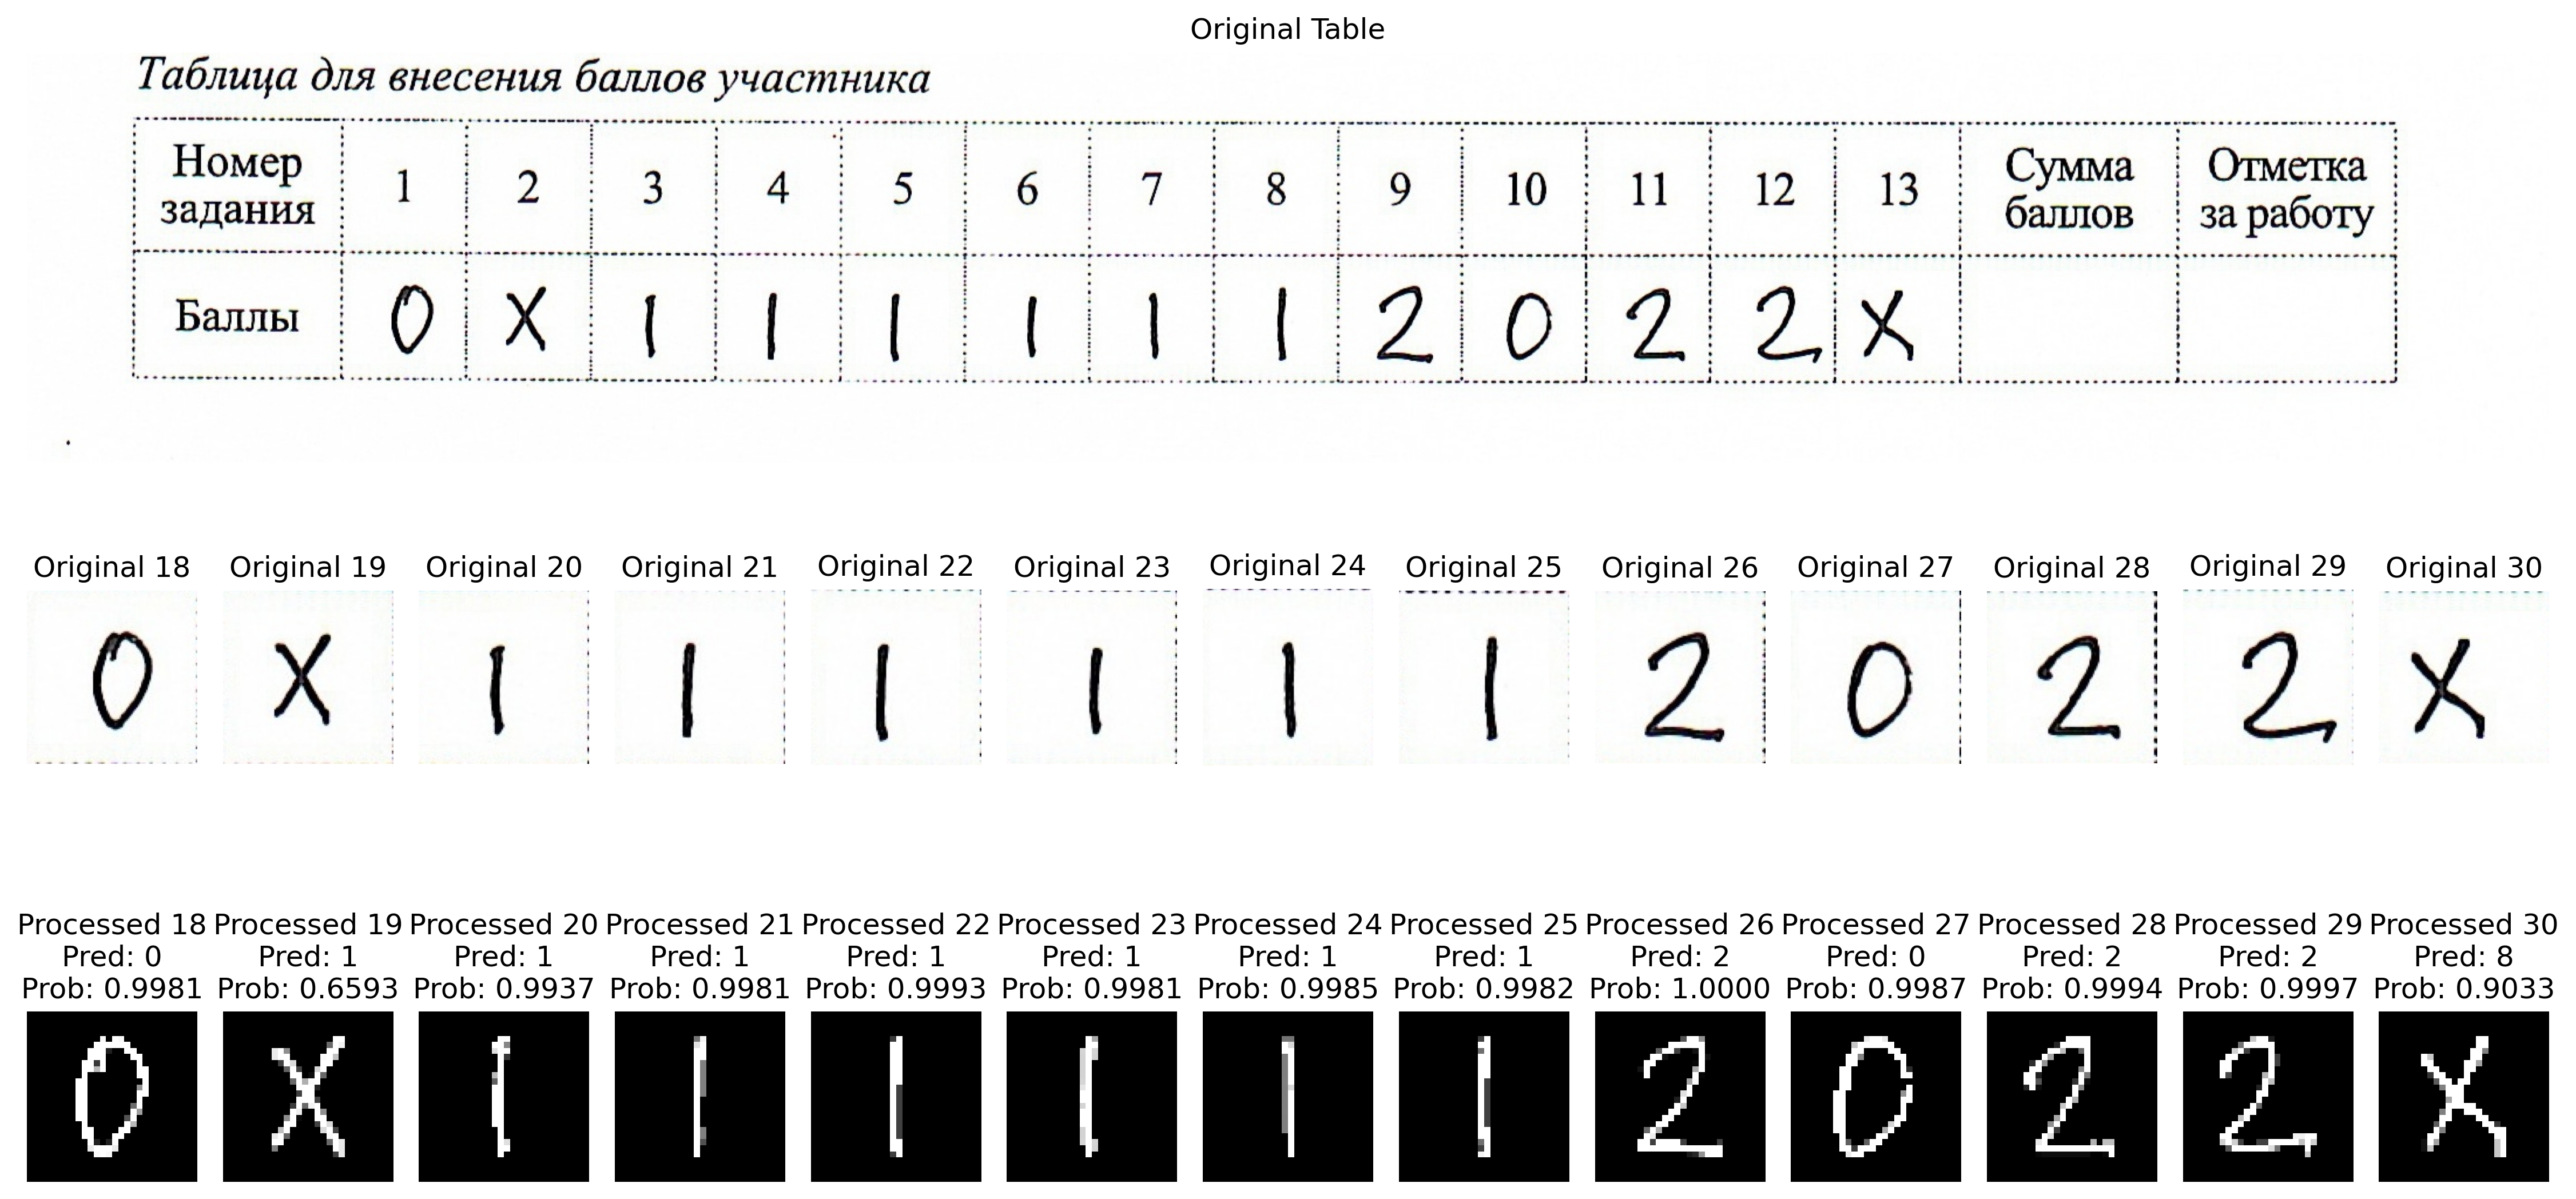 Original Table
Таблица для внесения баллов участника
Номер задания 1 2 3 4 5 6 7 8 9 10 11 12 13 Сумма баллов Отметка за работу
Баллы 0 X 1 1 1 1 1 1 2 0 2 2 X
Original 18 Original 19 Original 20 Original 21 Original 22 Original 23 Original 24 Original 25 Original 26 Original 27 Original 28 Original 29 Original 30
0 X 1 1 1 1 1 1 2 0 2 2 X
Processed 18 Processed 19 Processed 20 Processed 21 Processed 22 Processed 23 Processed 24 Processed 25 Processed 26 Processed 27 Processed 28 Processed 29 Processed 30
Pred: 0 Pred: 1 Pred: 1 Pred: 1 Pred: 1 Pred: 1 Pred: 1 Pred: 1 Pred: 2 Pred: 0 Pred: 2 Pred: 2 Pred: 8
Prob: 0.9981 Prob: 0.6593 Prob: 0.9937 Prob: 0.9981 Prob: 0.9993 Prob: 0.9981 Prob: 0.9985 Prob: 0.9982 Prob: 1.0000 Prob: 0.9987 Prob: 0.9994 Prob: 0.9997 Prob: 0.9033
0 X 1 1 1 1 1 1 2 0 2 2 X